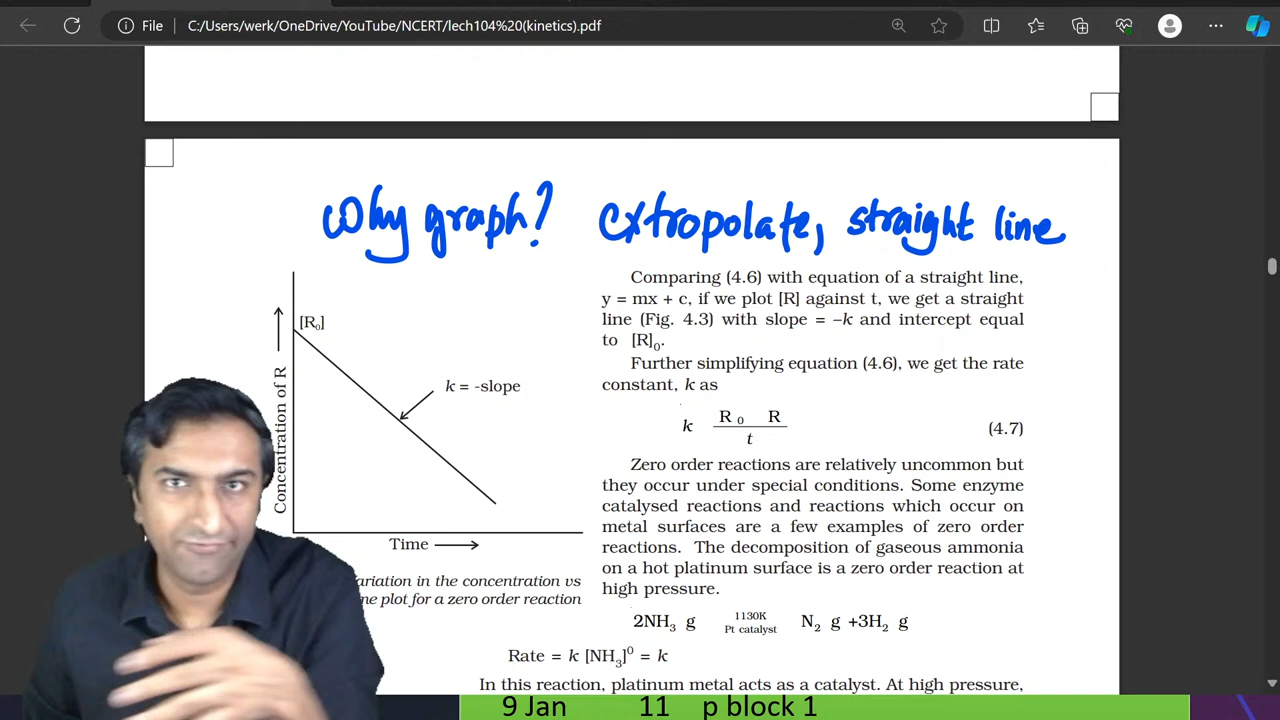 File C:/Users/werk/OneDrive/YouTube/NCERT/lech104%20(kinetics).pdf
Why graph? extropolate, straight line
[R0]
k = -slope
Concentration of R
Time
ariation in the concentration vs
me plot for a zero order reaction
Comparing (4.6) with equation of a straight line,
y = mx + c, if we plot [R] against t, we get a straight
line (Fig. 4.3) with slope = –k and intercept equal
to [R]0.
Further simplifying equation (4.6), we get the rate
constant, k as
k R 0 R
t
(4.7)
Zero order reactions are relatively uncommon but
they occur under special conditions. Some enzyme
catalysed reactions and reactions which occur on
metal surfaces are a few examples of zero order
reactions. The decomposition of gaseous ammonia
on a hot platinum surface is a zero order reaction at
high pressure.
2NH3 g 1130K Pt catalyst N2 g +3H2 g
Rate = k [NH3]0 = k
In this reaction, platinum metal acts as a catalyst. At high pressure,
9 Jan 11 p block 1